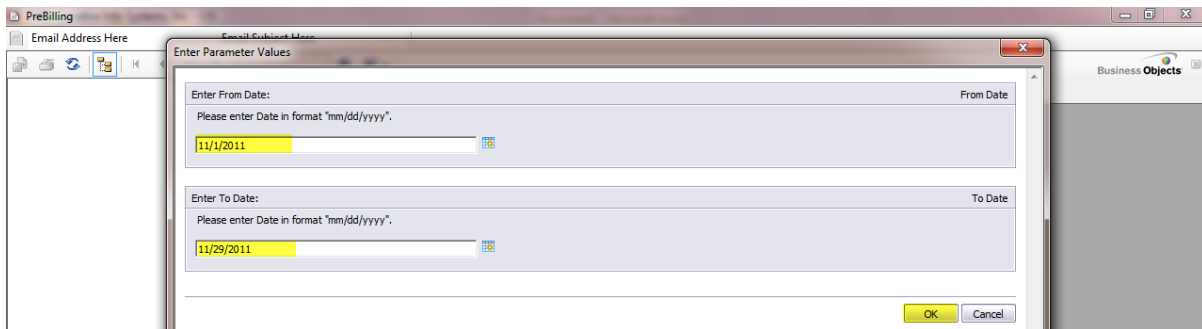 PreBilling
Email Address Here
Email Subject Here
Enter Parameter Values
Business Objects
Enter From Date: From Date
Please enter Date in format "mm/dd/yyyy".
11/1/2011
Enter To Date: To Date
Please enter Date in format "mm/dd/yyyy".
11/29/2011
OK Cancel